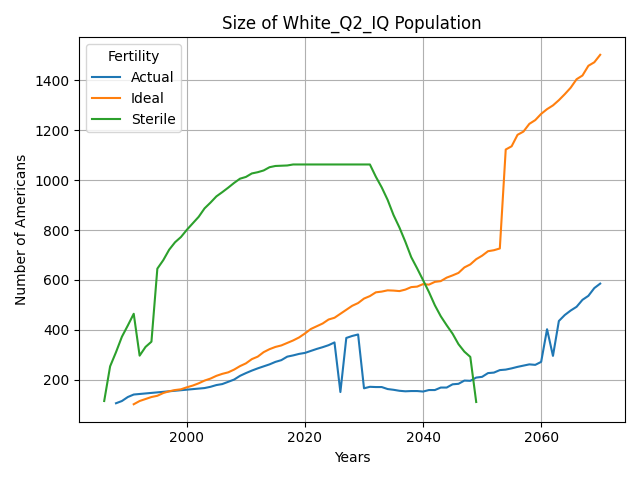 Size of White_Q2_IQ Population
Fertility
Actual
Ideal
Sterile
Number of Americans
1400
1200
1000
800
600
400
200
2000
2020
2040
2060
Years